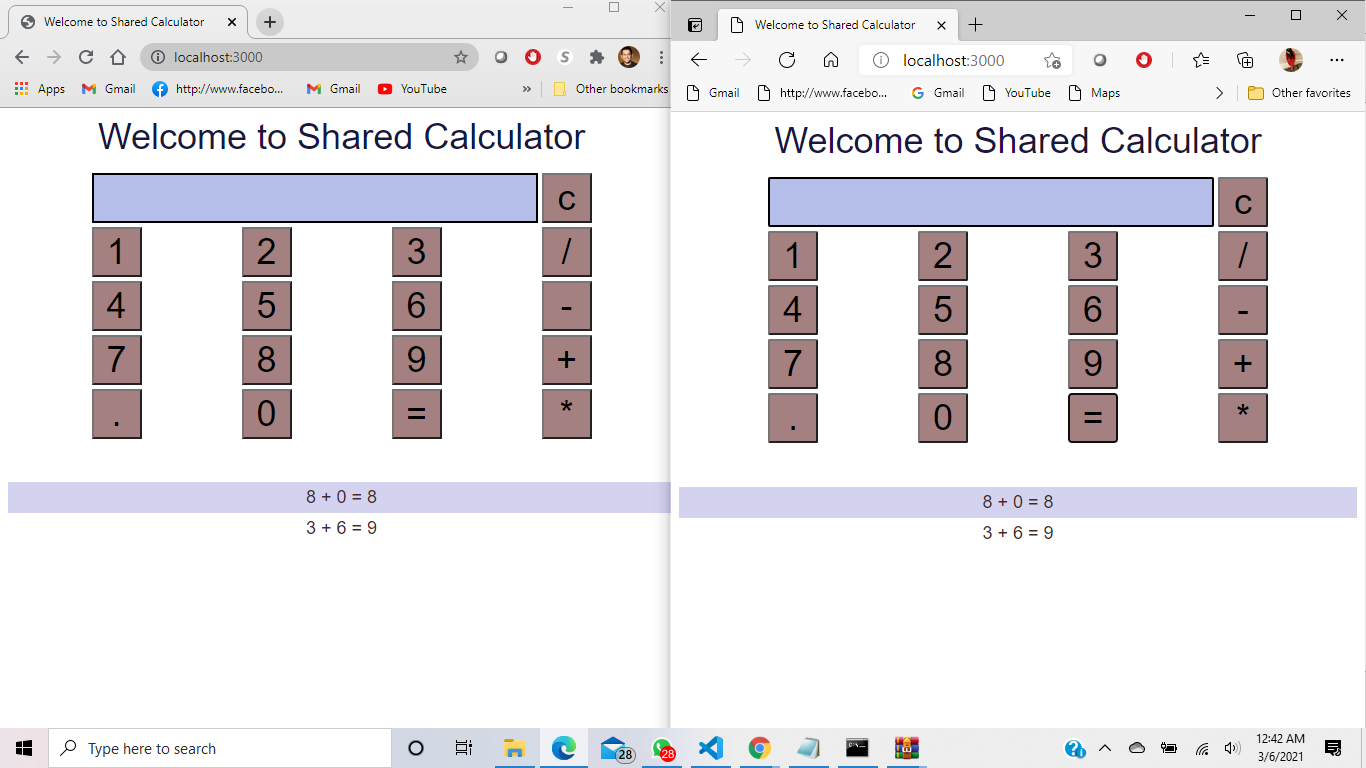 Welcome to Shared Calculator
localhost:3000
Apps Gmail http://www.facebo... Gmail YouTube » Other bookmarks
Welcome to Shared Calculator
c
1 2 3 /
4 5 6 -
7 8 9 +
. 0 = *
8 + 0 = 8
3 + 6 = 9
Welcome to Shared Calculator
localhost:3000
Gmail http://www.facebo... Gmail YouTube Maps Other favorites
Welcome to Shared Calculator
c
1 2 3 /
4 5 6 -
7 8 9 +
. 0 = *
8 + 0 = 8
3 + 6 = 9
Type here to search
28
28
12:42 AM
3/6/2021